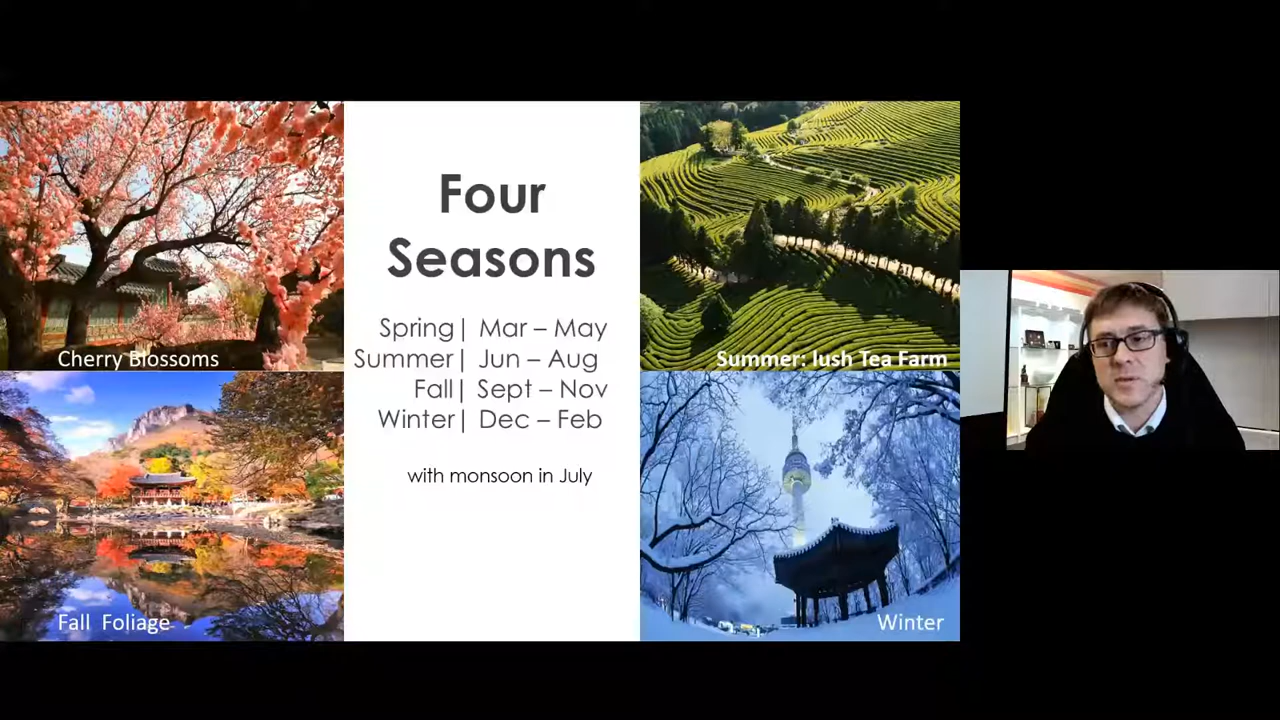 Four
Seasons
Spring| Mar – May
Summer| Jun – Aug
Fall| Sept – Nov
Winter| Dec – Feb
with monsoon in July
Cherry Blossoms
Summer: lush Tea Farm
Fall Foliage
Winter